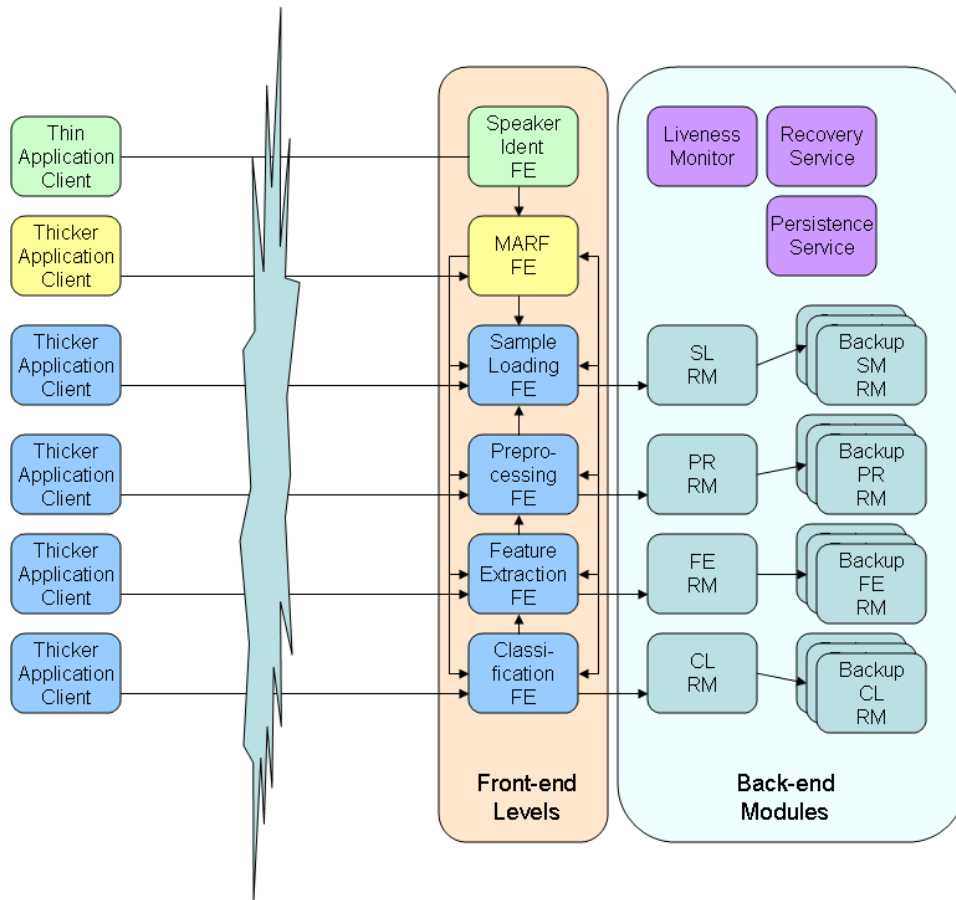 Thin
Application
Client
Thicker
Application
Client
Thicker
Application
Client
Thicker
Application
Client
Thicker
Application
Client
Thicker
Application
Client
Speaker
Ident
FE
MARF
FE
Sample
Loading
FE
Prepro-
cessing
FE
Feature
Extraction
FE
Classi-
fication
FE
Front-end
Levels
Liveness
Monitor
Recovery
Service
Persistence
Service
SL
RM
Backup
SM
RM
PR
RM
Backup
PR
RM
FE
RM
Backup
FE
RM
CL
RM
Backup
CL
RM
Back-end
Modules